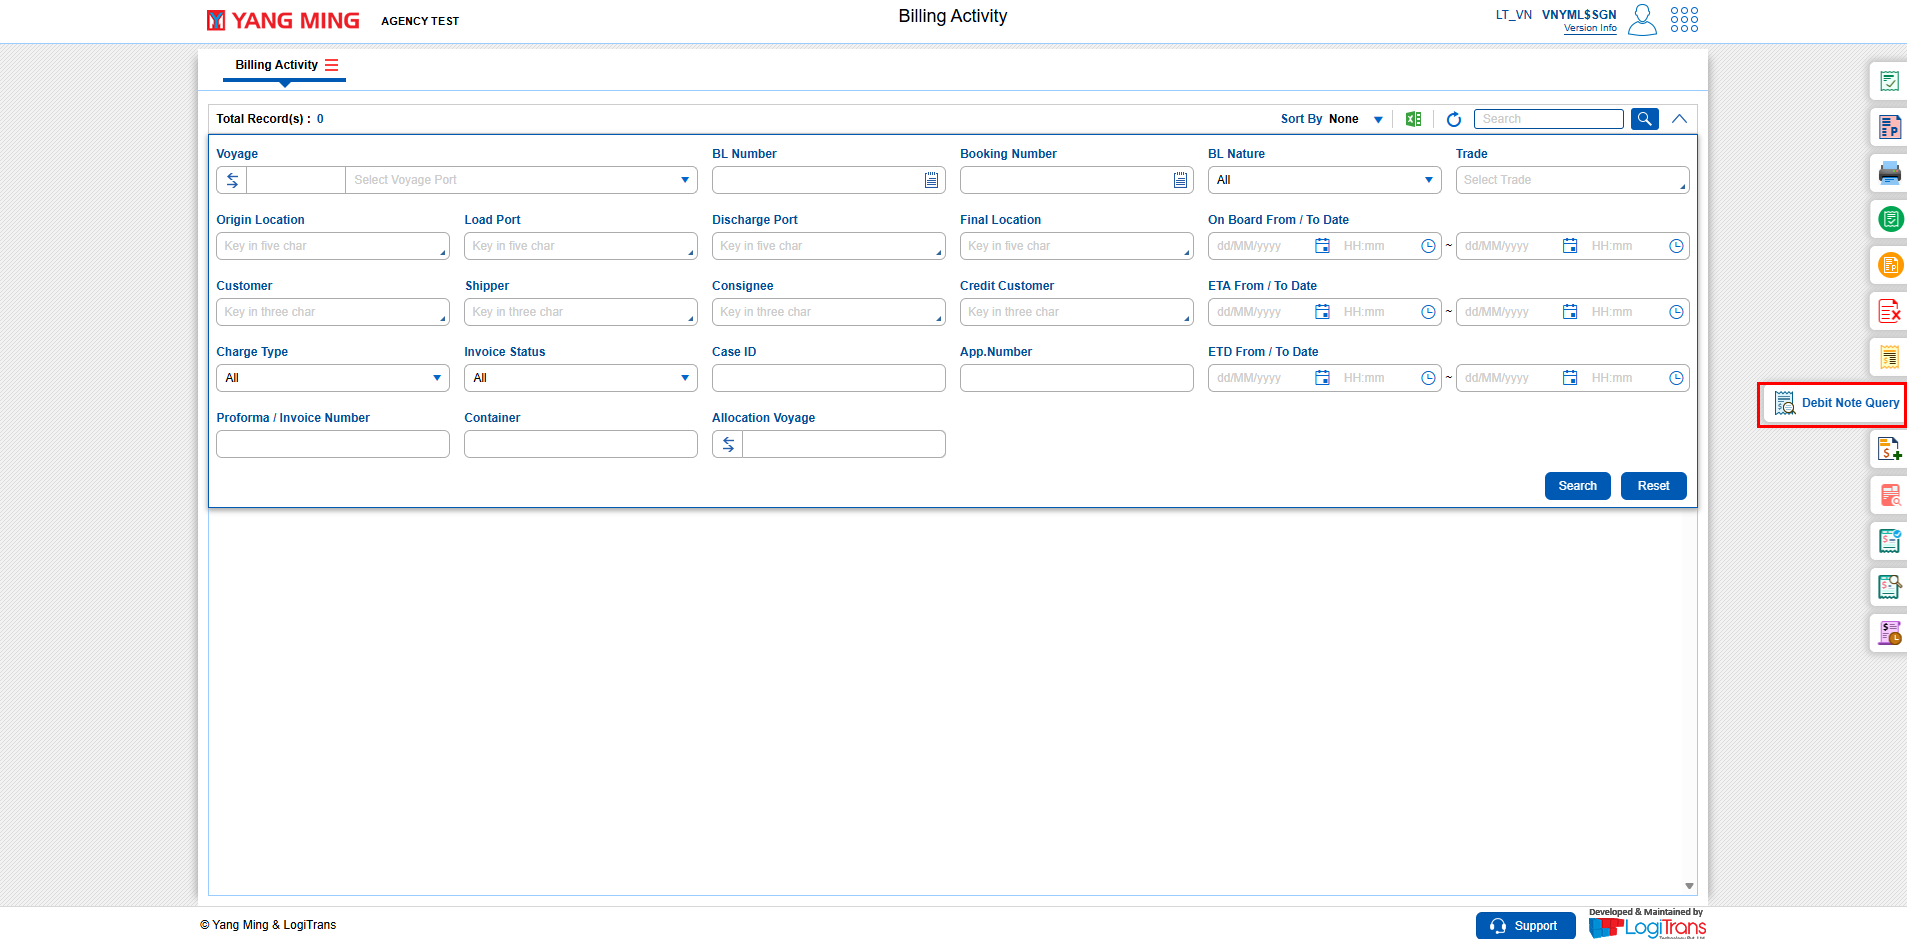 YANG MING AGENCY TEST
Billing Activity
LT_VN VNYML$SGN
Version Info
Billing Activity
Total Record(s) : 0
Sort By None
Search
Voyage BL Number Booking Number BL Nature Trade
Select Voyage Port All Select Trade
Origin Location Load Port Discharge Port Final Location On Board From / To Date
Key in five char Key in five char Key in five char Key in five char dd/MM/yyyy HH:mm ~ dd/MM/yyyy HH:mm
Customer Shipper Consignee Credit Customer ETA From / To Date
Key in three char Key in three char Key in three char Key in three char dd/MM/yyyy HH:mm ~ dd/MM/yyyy HH:mm
Charge Type Invoice Status Case ID App.Number ETD From / To Date
All All dd/MM/yyyy HH:mm ~ dd/MM/yyyy HH:mm
Debit Note Query
Proforma / Invoice Number Container Allocation Voyage
Search Reset
© Yang Ming & LogiTrans
Support
Developed & Maintained by
LogiTrans